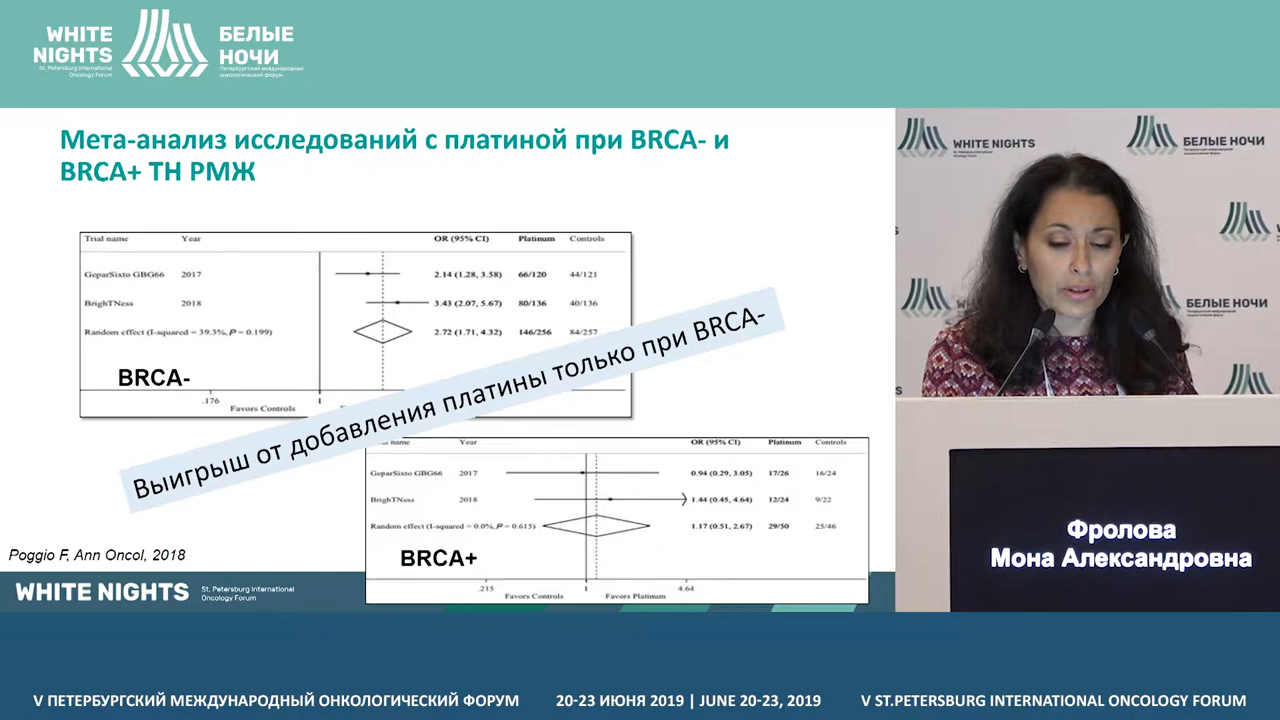 WHITE
NIGHTS
St. Petersburg International
Oncology Forum
БЕЛЫЕ
НОЧИ
Петербургский международный
онкологический форум
Мета-анализ исследований с платиной при BRCA- и
BRCA+ ТН РМЖ
Trial name Year OR (95% CI) Platinum Controls
GeparSixto GBG66 2017 2.14 (1.28, 3.58) 66/120 44/121
BrighTNess 2018 3.43 (2.07, 5.67) 80/136 40/136
Random effect (I-squared = 39.3%, P = 0.199) 2.72 (1.71, 4.32) 146/256 84/257
BRCA-
.176 1
Favors Controls
Выигрыш от добавления платины только при BRCA-
name Year OR (95% CI) Platinum Controls
GeparSixto GBG66 2017 0.94 (0.29, 3.05) 17/26 16/24
BrighTNess 2018 1.44 (0.45, 4.64) 12/24 9/22
Random effect (I-squared = 0.0%, P = 0.615) 1.17 (0.51, 2.67) 29/50 25/46
BRCA+
.215 1 4.64
Favors Controls Favors Platinum
Poggio F, Ann Oncol, 2018
WHITE NIGHTS
St. Petersburg International
Oncology Forum
WHITE NIGHTS
БЕЛЫЕ НОЧИ
БЕЛЫЕ НОЧИ
Фролова
Мона Александровна
V ПЕТЕРБУРГСКИЙ МЕЖДУНАРОДНЫЙ ОНКОЛОГИЧЕСКИЙ ФОРУМ 20-23 ИЮНЯ 2019 | JUNE 20-23, 2019 V ST.PETERSBURG INTERNATIONAL ONCOLOGY FORUM